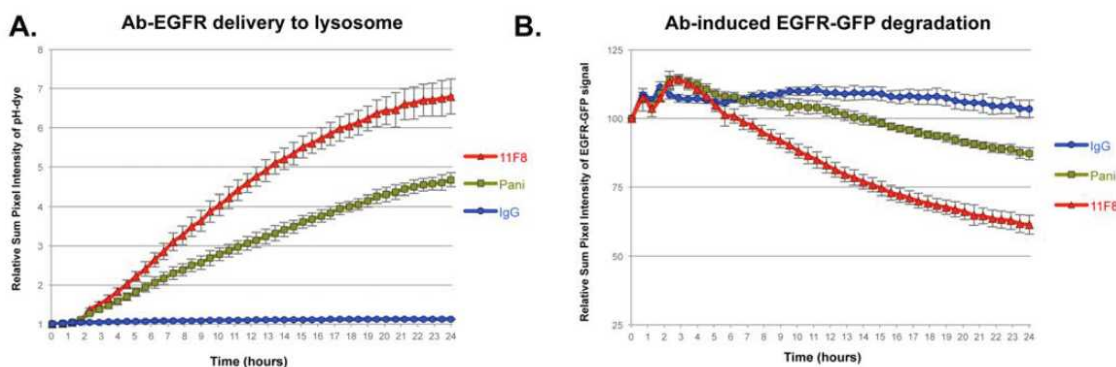 A.
Ab-EGFR delivery to lysosome
Relative Sum Pixel Intensity of pH-dye
8
7
6
5
4
3
2
1
0 1 2 3 4 5 6 7 8 9 10 11 12 13 14 15 16 17 18 19 20 21 22 23 24
Time (hours)
11F8
Pani
IgG
B.
Ab-induced EGFR-GFP degradation
Relative Sum Pixel Intensity of EGFR-GFP signal
125
100
75
50
25
0 1 2 3 4 5 6 7 8 9 10 11 12 13 14 15 16 17 18 19 20 21 22 23 24
Time (hours)
IgG
Pani
11F8